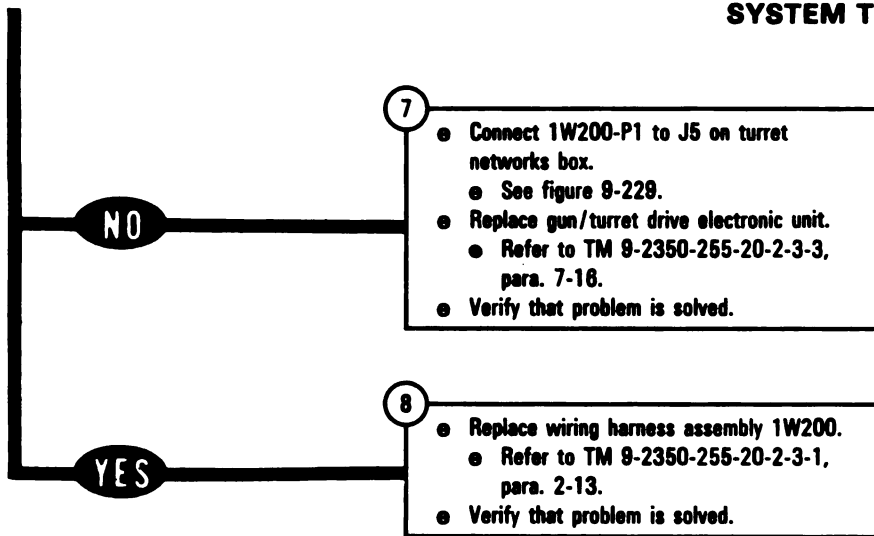 SYSTEM T
7
● Connect 1W200-P1 to J5 on turret
networks box.
● See figure 9-229.
● Replace gun/turret drive electronic unit.
● Refer to TM 9-2350-255-20-2-3-3,
para. 7-16.
● Verify that problem is solved.
NO
8
● Replace wiring harness assembly 1W200.
● Refer to TM 9-2350-255-20-2-3-1,
para. 2-13.
● Verify that problem is solved.
YES